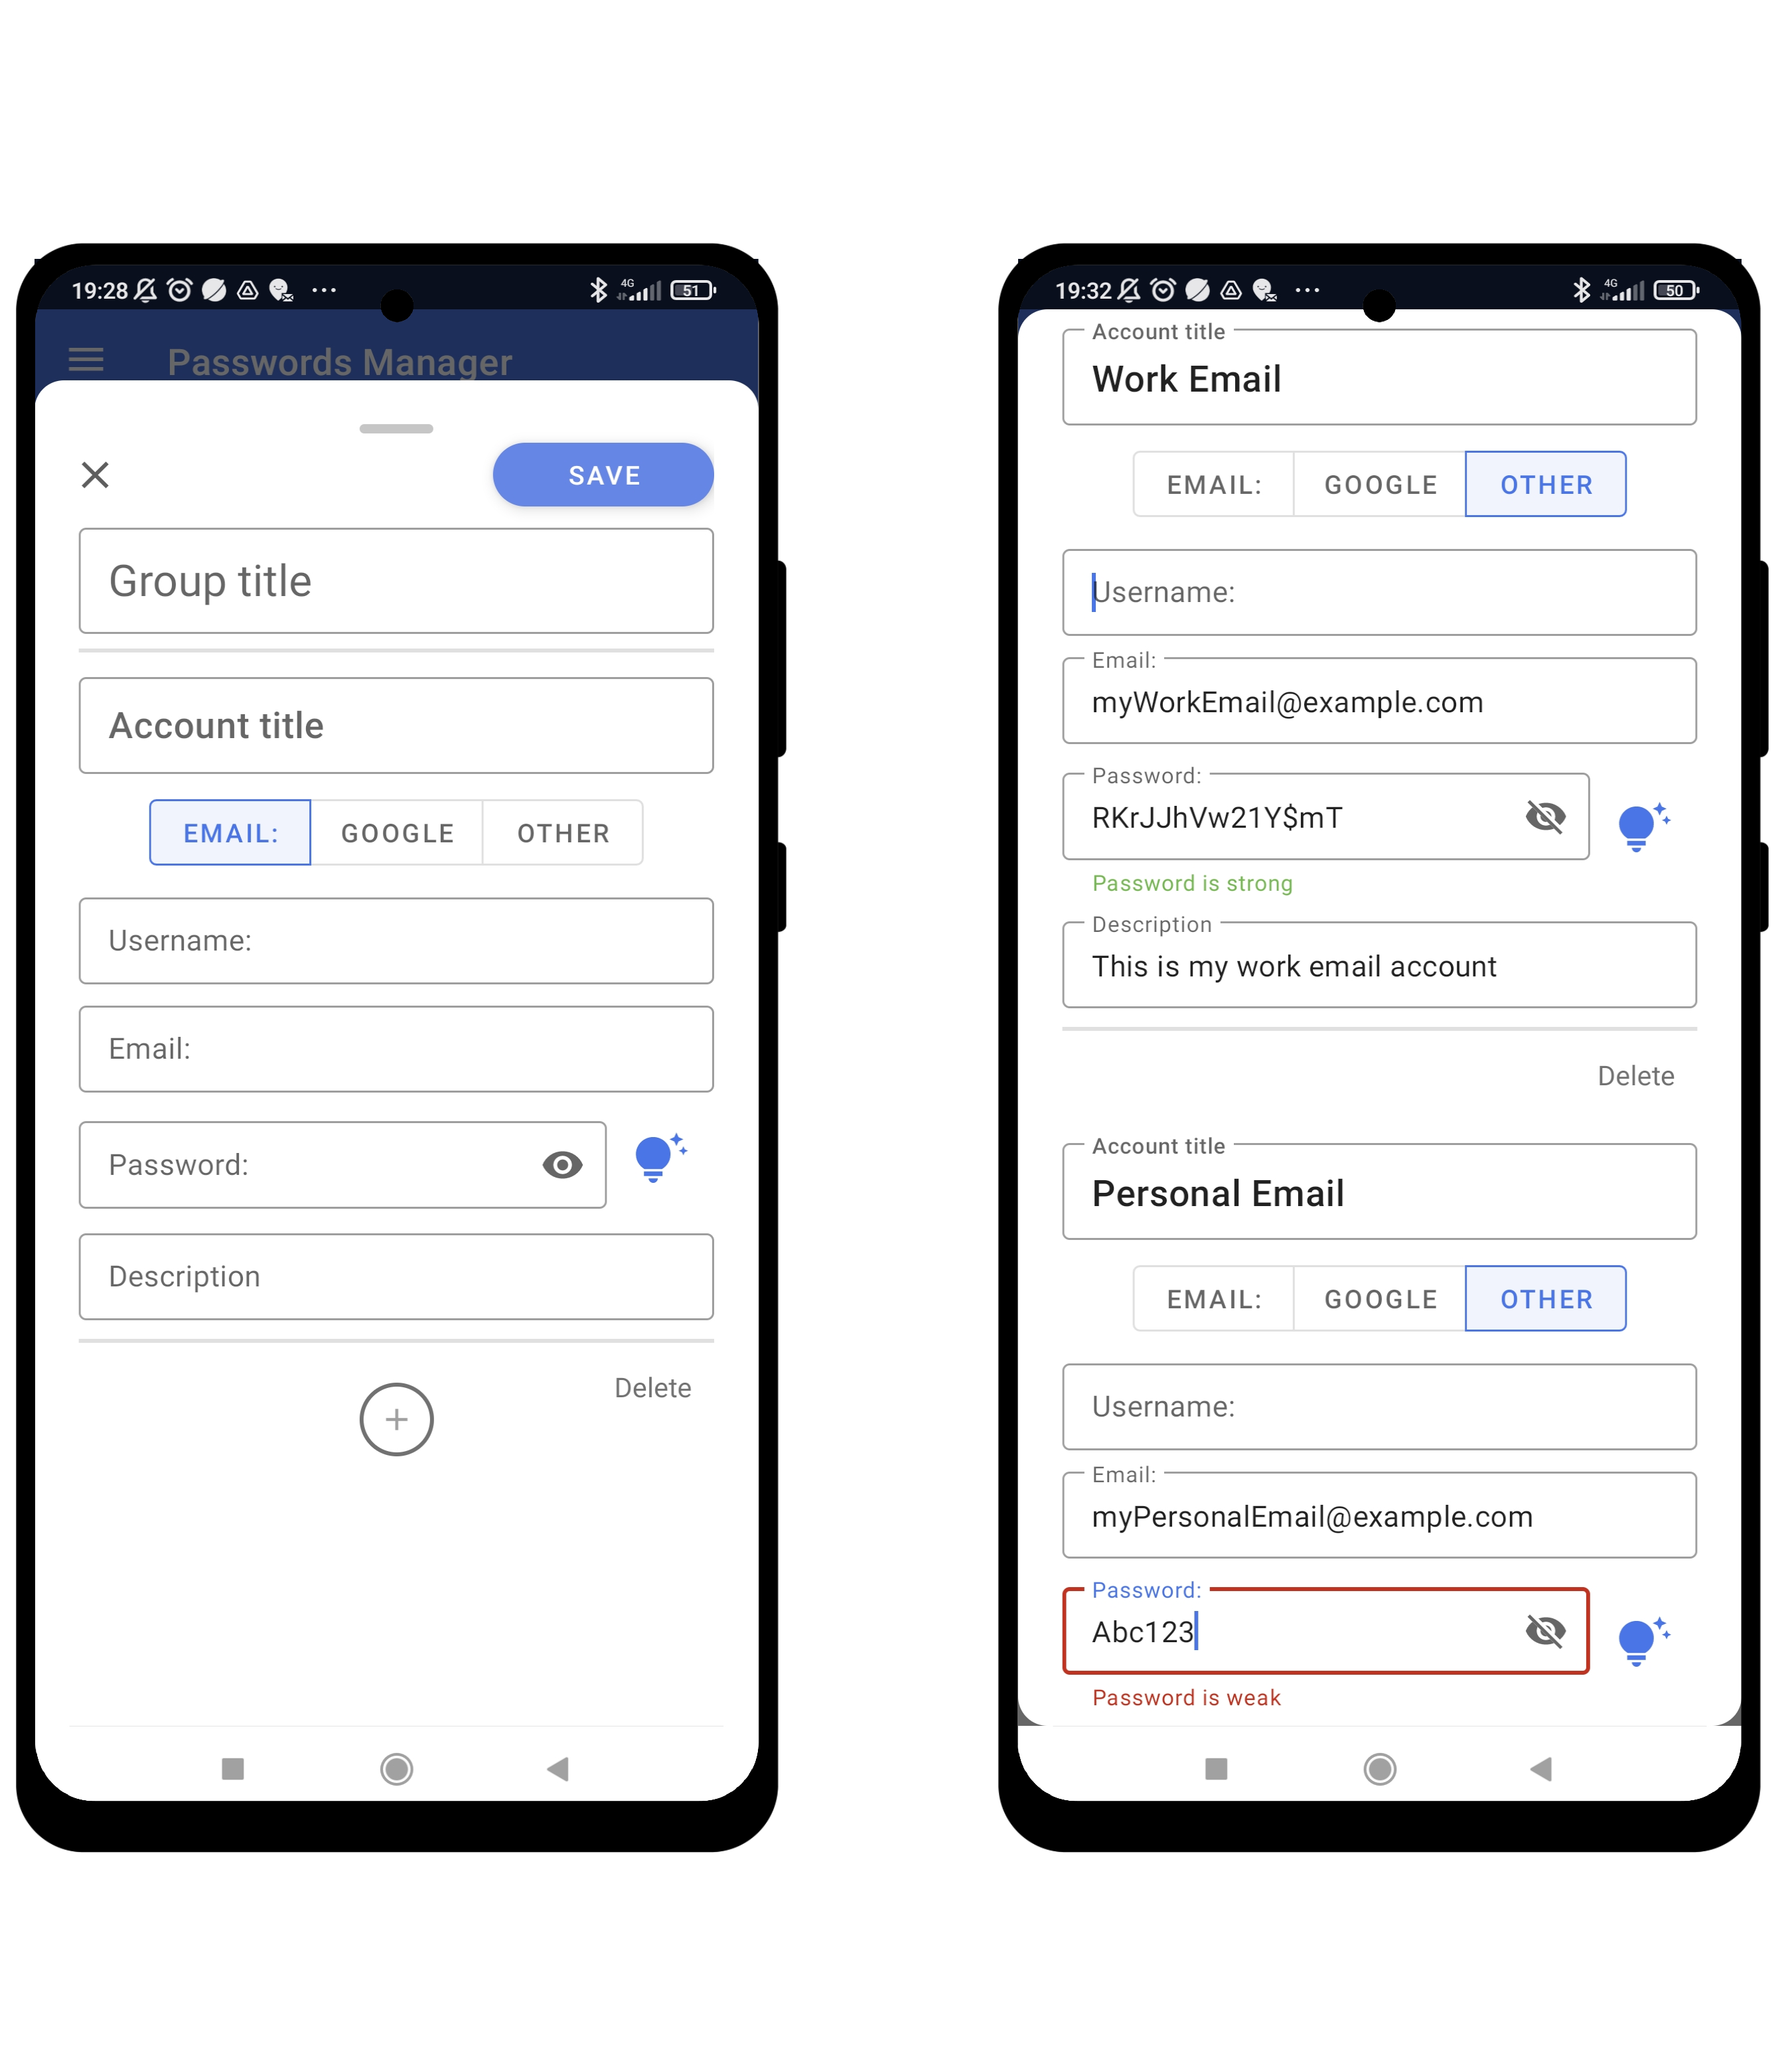 19:28
4G
51
Passwords Manager
SAVE
Group title
Account title
EMAIL:
GOOGLE
OTHER
Username:
Email:
Password:
Description
Delete
19:32
4G
50
Account title
Work Email
EMAIL:
GOOGLE
OTHER
Username:
Email:
myWorkEmail@example.com
Password:
RKrJJhVw21Y$mT
Password is strong
Description
This is my work email account
Delete
Account title
Personal Email
EMAIL:
GOOGLE
OTHER
Username:
Email:
myPersonalEmail@example.com
Password:
Abc123
Password is weak